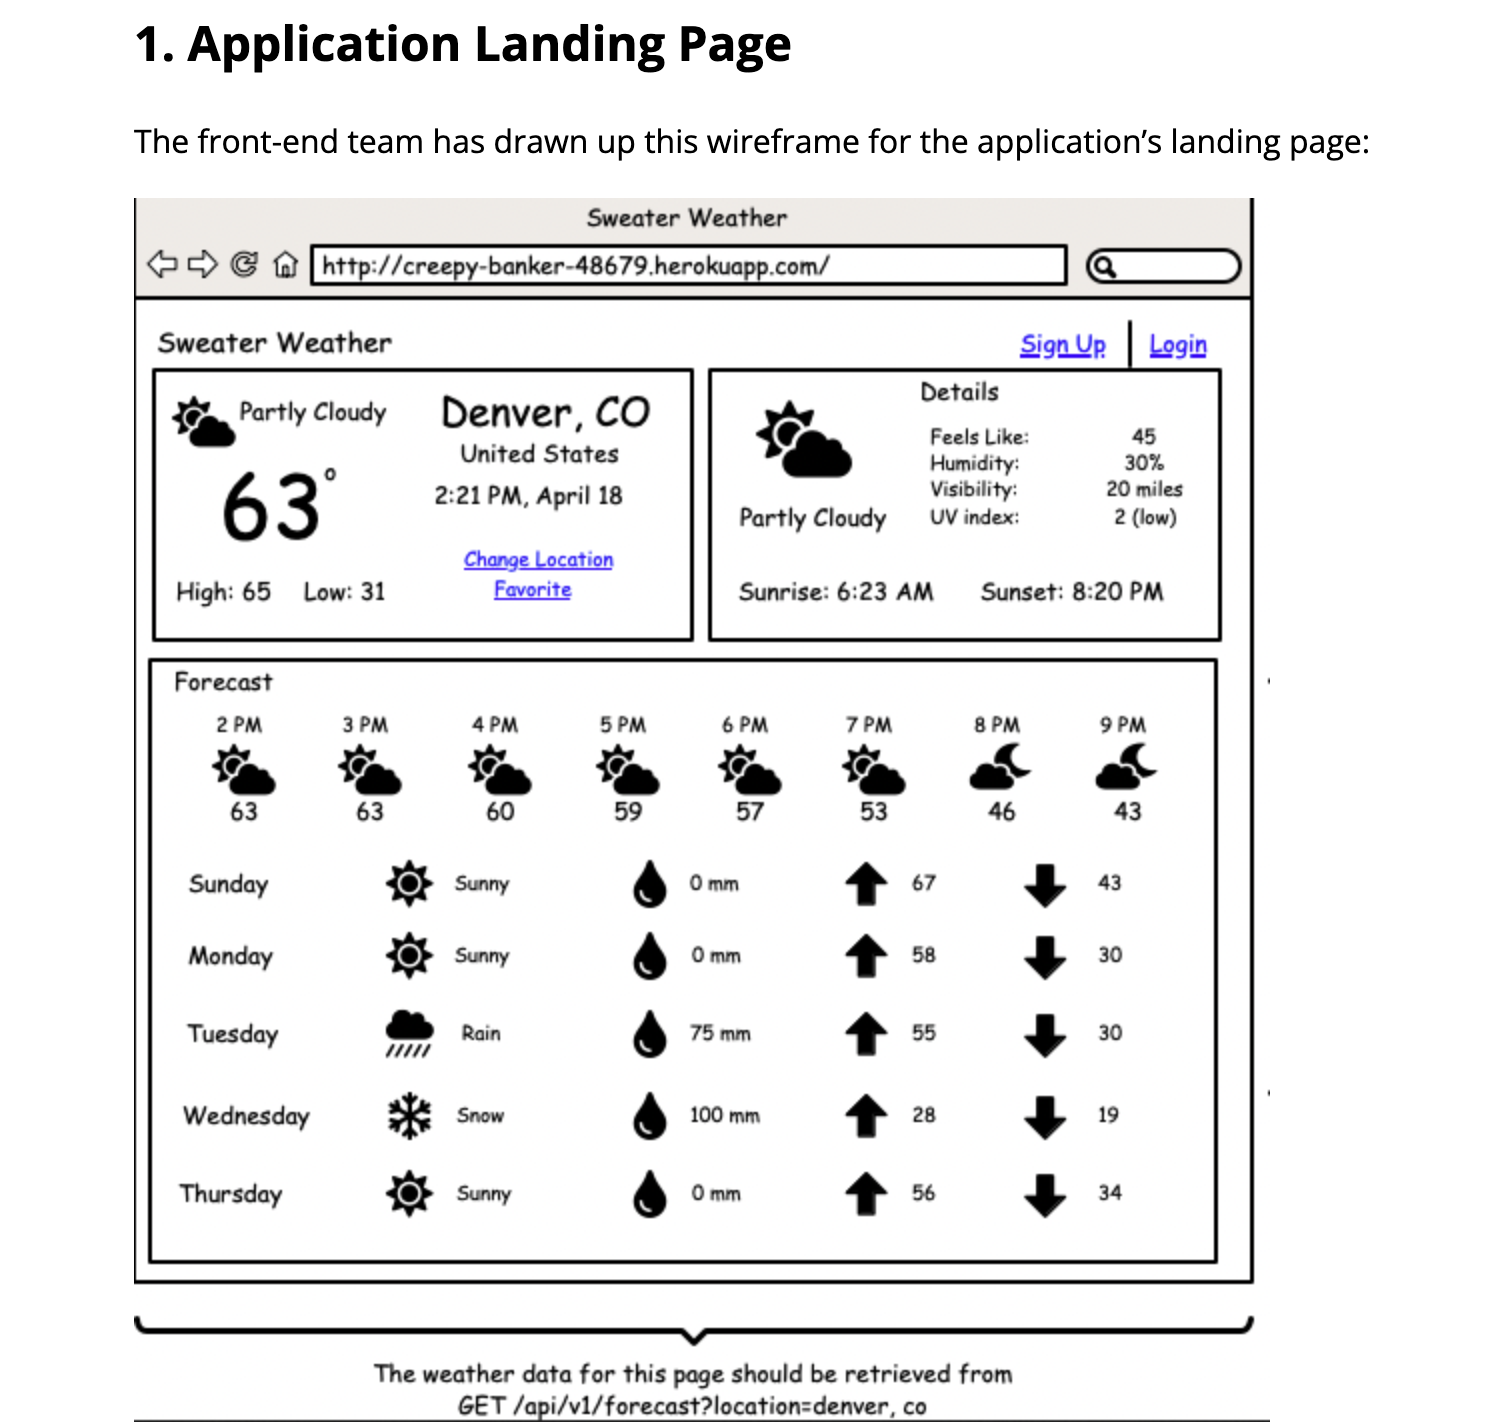 1. Application Landing Page
The front-end team has drawn up this wireframe for the application’s landing page:
Sweater Weather
http://creepy-banker-48679.herokuapp.com/
Sweater Weather
Sign Up Login
Partly Cloudy
Denver, CO
United States
63°
2:21 PM, April 18
Change Location
Favorite
High: 65 Low: 31
Details
Feels Like: 45
Humidity: 30%
Visibility: 20 miles
UV index: 2 (low)
Partly Cloudy
Sunrise: 6:23 AM Sunset: 8:20 PM
Forecast
2 PM 3 PM 4 PM 5 PM 6 PM 7 PM 8 PM 9 PM
63 63 60 59 57 53 46 43
Sunday Sunny 0 mm 67 43
Monday Sunny 0 mm 58 30
Tuesday Rain 75 mm 55 30
Wednesday Snow 100 mm 28 19
Thursday Sunny 0 mm 56 34
The weather data for this page should be retrieved from
GET /api/v1/forecast?location=denver, co